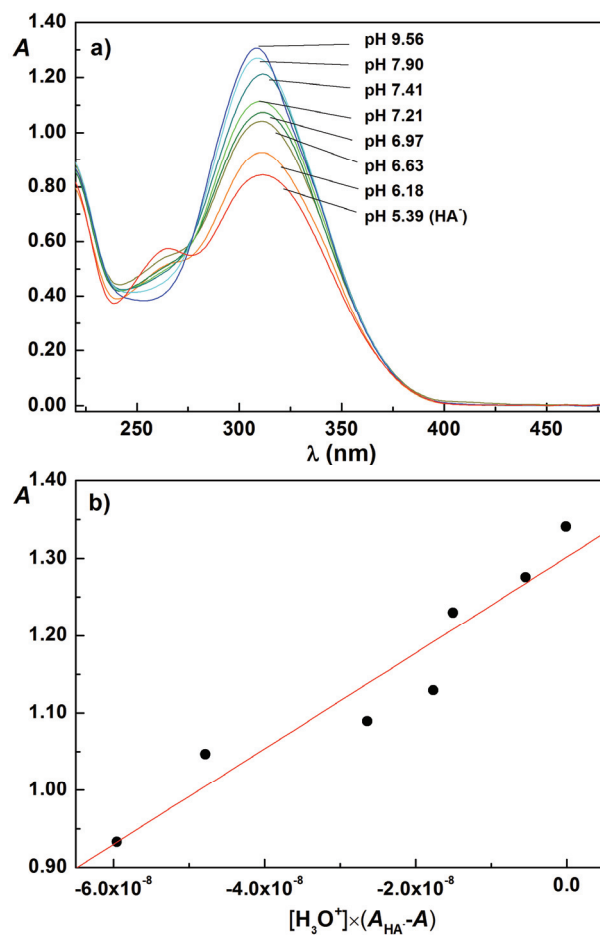 1.40
A
a)
pH 9.56
1.20
pH 7.90
pH 7.41
1.00
pH 7.21
pH 6.97
0.80
pH 6.63
pH 6.18
0.60
pH 5.39 (HA⁻)
0.40
0.20
0.00
250 300 350 400 450
λ (nm)
1.40
A
b)
1.30
1.20
1.10
1.00
0.90
-6.0x10⁻⁸ -4.0x10⁻⁸ -2.0x10⁻⁸ 0.0
[H₃O⁺]×(A_HA⁻-A)